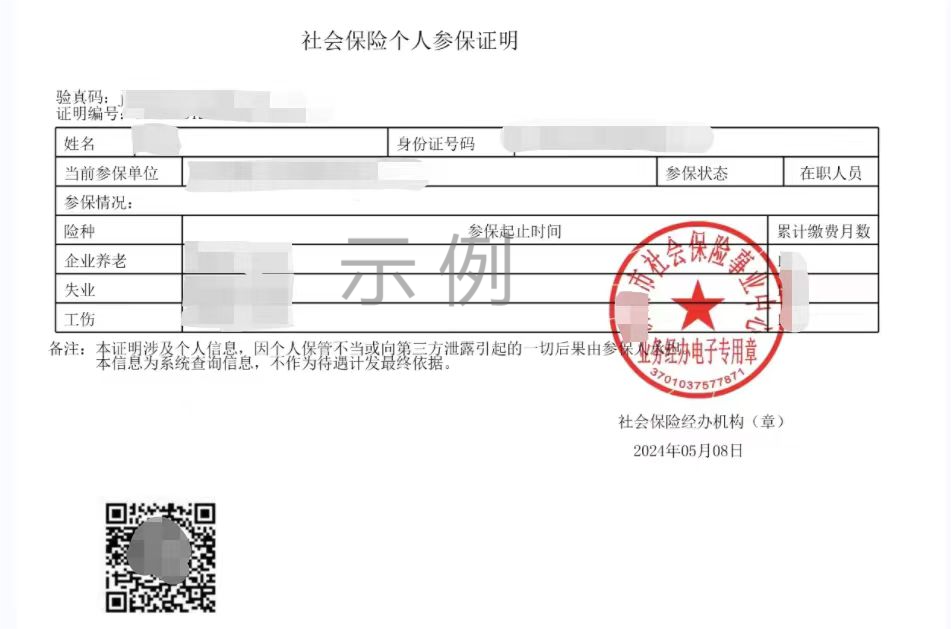 社会保险个人参保证明
验真码:
证明编号:
姓名 身份证号码
当前参保单位 参保状态 在职人员
参保情况:
险种 参保起止时间 累计缴费月数
企业养老
失业
工伤
示例
市社会保险事业中心
业务经办电子专用章
3701037577871
备注: 本证明涉及个人信息, 因个人保管不当或向第三方泄露引起的一切后果由参保人承担。
本信息为系统查询信息, 不作为待遇计发最终依据。
社会保险经办机构 (章)
2024年05月08日